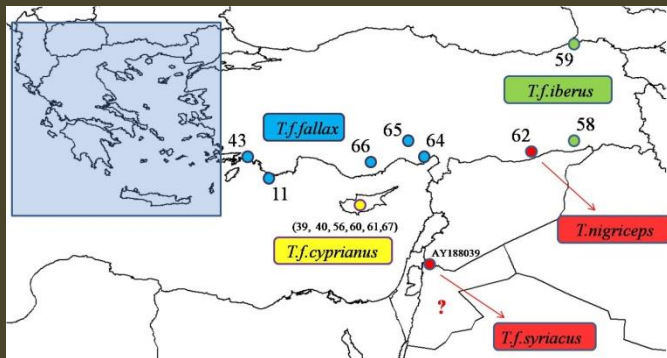 59
T.f.iberus
T.f.fallax
65
43
64
66
62
58
11
(39, 40, 56, 60, 61,67)
T.nigriceps
T.f.cyprianus
AY188039
?
T.f.syriacus